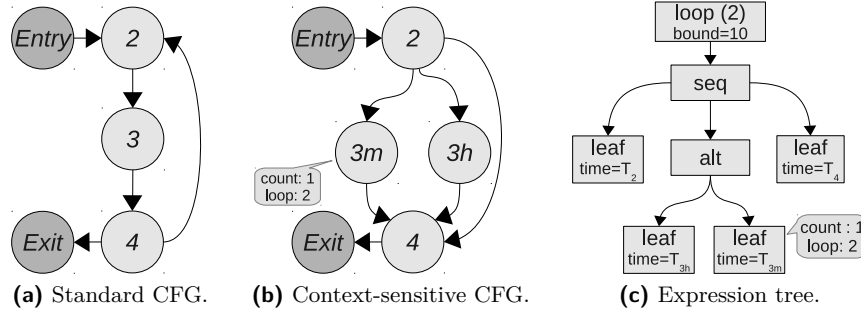 Entry
2
3
4
Exit
(a) Standard CFG.
Entry
2
3m
3h
count: 1
loop: 2
Exit
4
(b) Context-sensitive CFG.
loop (2)
bound=10
seq
leaf
time=T2
alt
leaf
time=T4
leaf
time=T3h
leaf
time=T3m
count : 1
loop: 2
(c) Expression tree.